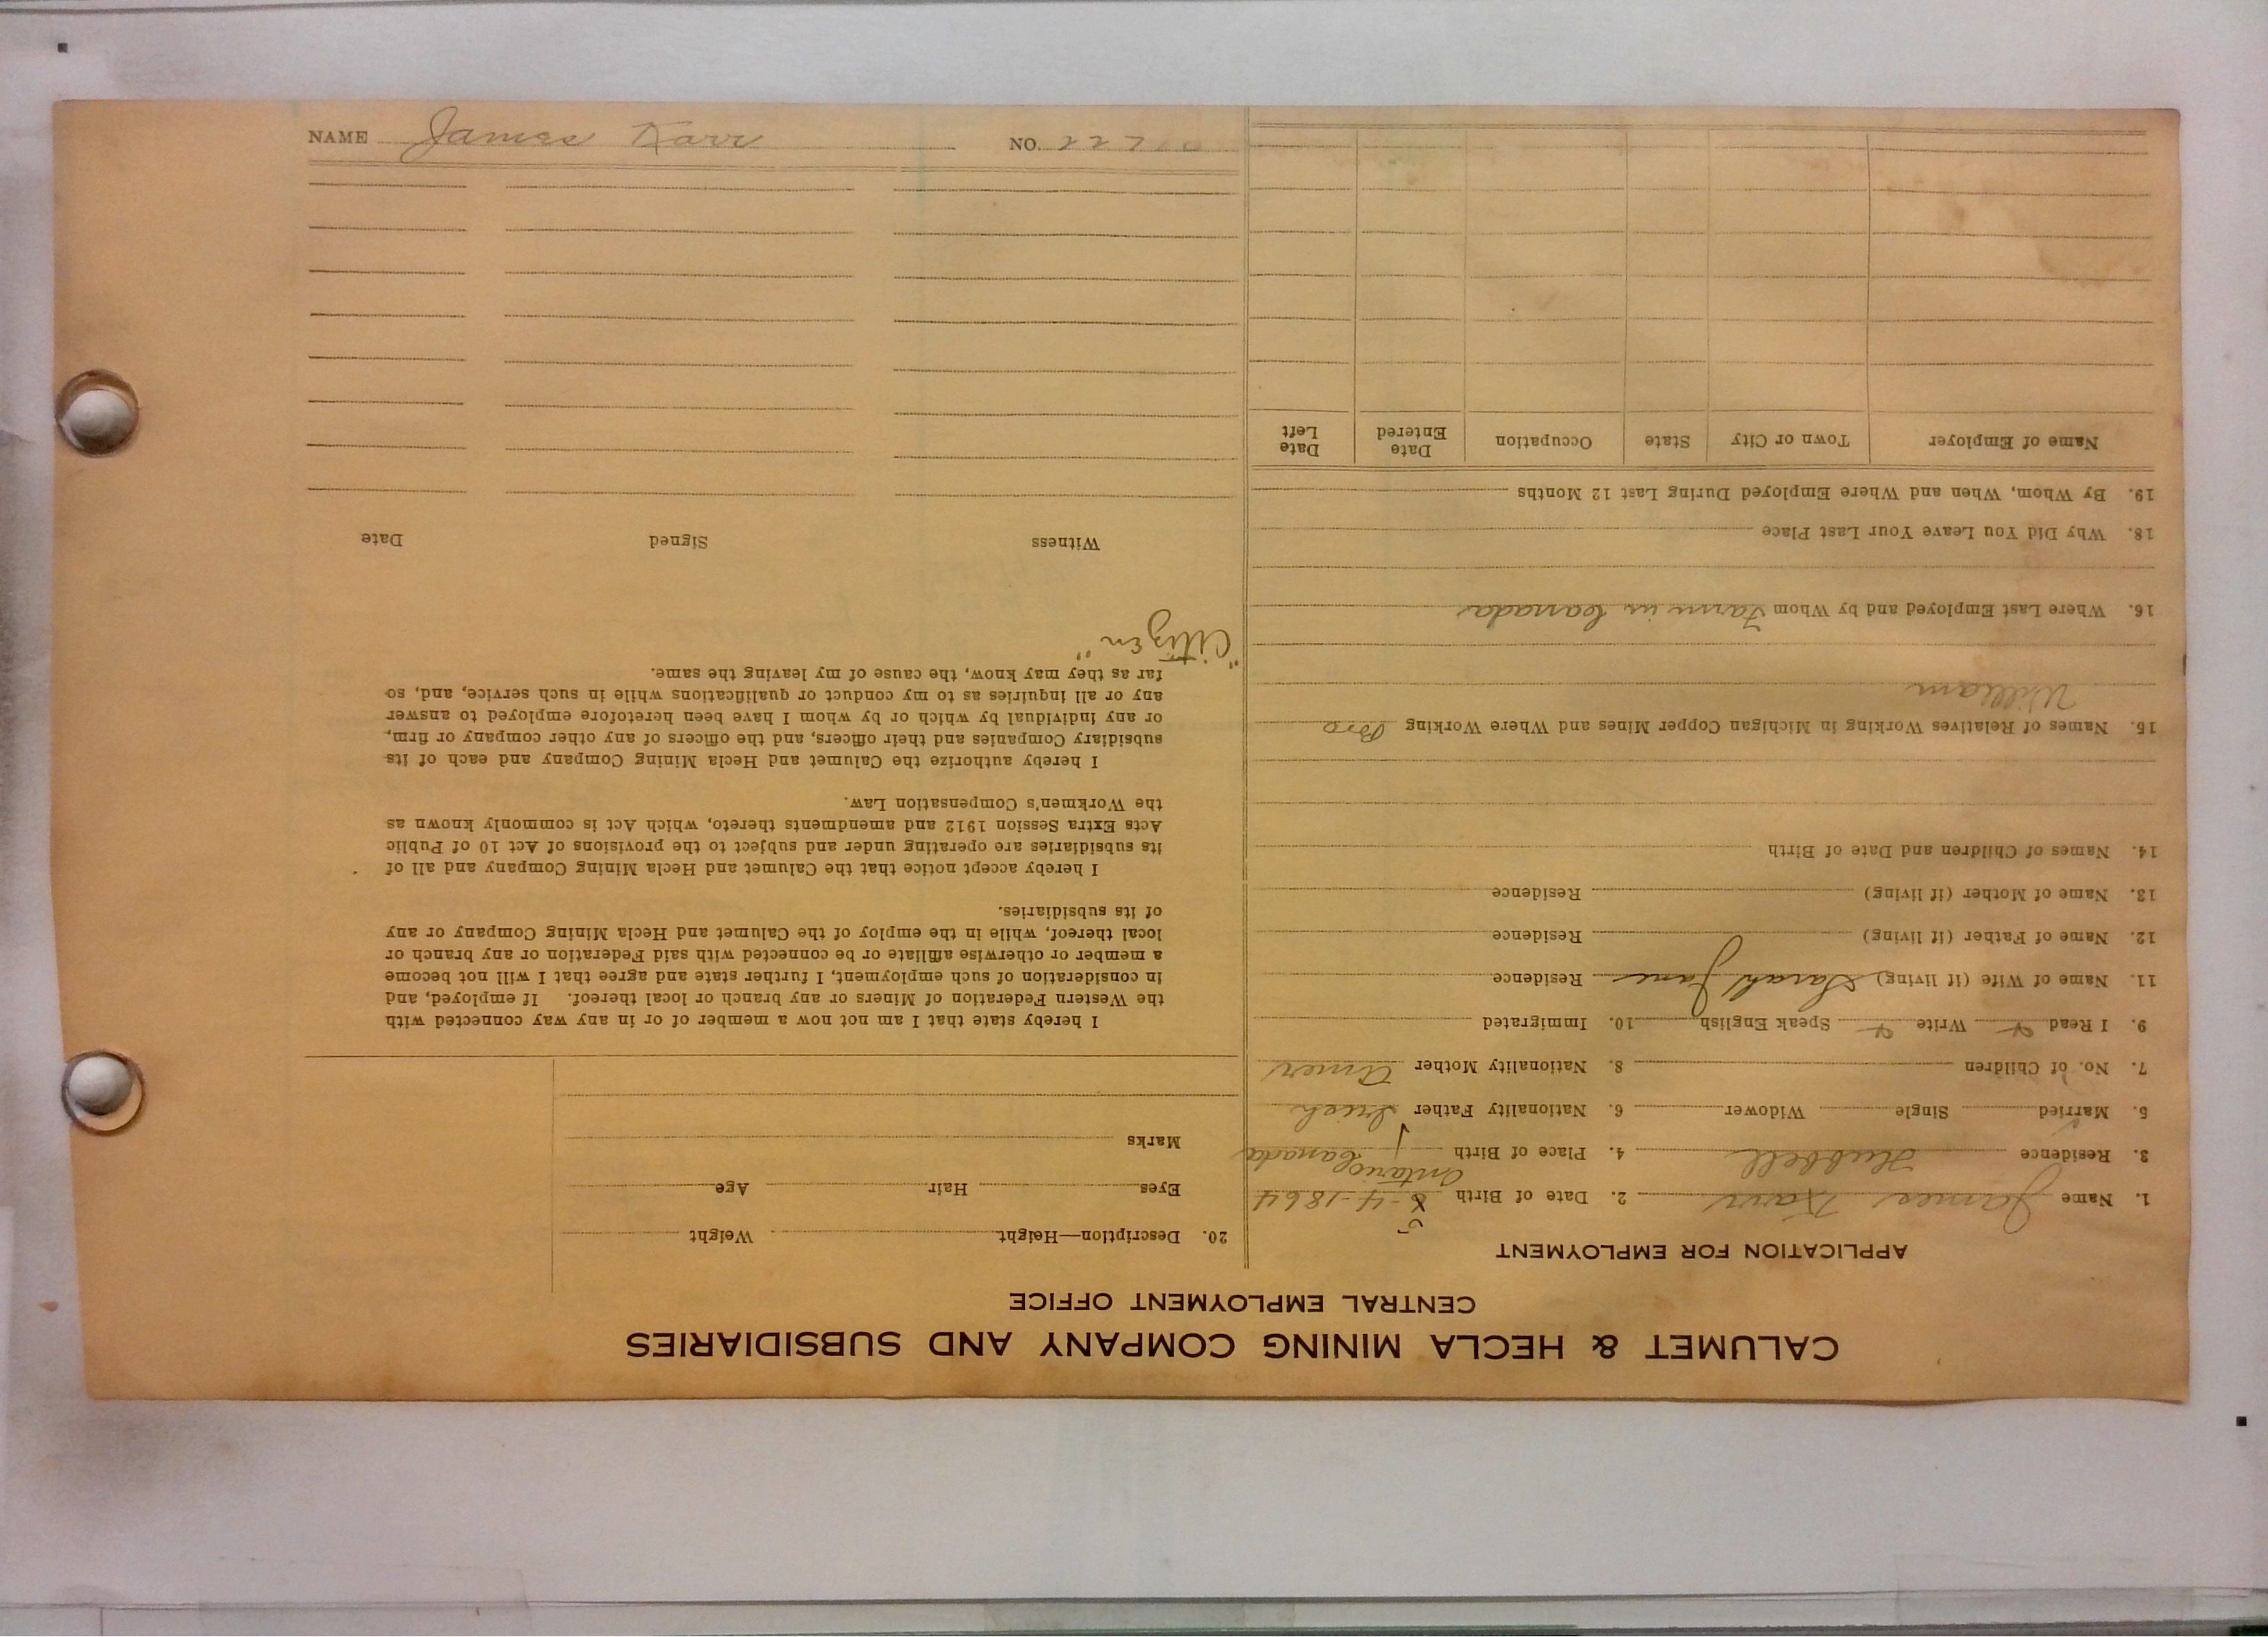 CALUMET & HECLA MINING COMPANY AND SUBSIDIARIES
CENTRAL EMPLOYMENT OFFICE
APPLICATION FOR EMPLOYMENT
1. Name James Karr 2. Date of Birth 5 8-4-1864
3. Residence Hubbell 4. Place of Birth Ontario Canada
5. Married Single Widower 6. Nationality Father Irish
7. No. of Children 8. Nationality Mother Amer
9. I Read Write Speak English 10. Immigrated
11. Name of Wife (if living) Sarah Jane Residence
12. Name of Father (if living) Residence
13. Name of Mother (if living) Residence
14. Names of Children and Date of Birth
15. Names of Relatives Working in Michigan Copper Mines and Where Working Bro
William
16. Where Last Employed and by Whom Farm in Canada
18. Why Did You Leave Your Last Place
19. By Whom, When and Where Employed During Last 12 Months
Name of Employer Town or City State Occupation Date Entered Date Left
20. Description—Height Weight
Eyes Hair Age
Marks
I hereby state that I am not now a member of or in any way connected with
the Western Federation of Miners or any branch or local thereof. If employed, and
in consideration of such employment, I further state and agree that I will not become
a member or otherwise affiliate or be connected with said Federation or any branch or
local thereof, while in the employ of the Calumet and Hecla Mining Company or any
of its subsidiaries.
I hereby accept notice that the Calumet and Hecla Mining Company and all of
its subsidiaries are operating under and subject to the provisions of Act 10 of Public
Acts Extra Session 1912 and amendments thereto, which Act is commonly known as
the Workmen's Compensation Law.
I hereby authorize the Calumet and Hecla Mining Company and each of its
subsidiary Companies and their officers, and the officers of any other company or firm,
or any individual by which or by whom I have been heretofore employed to answer
any or all inquiries as to my conduct or qualifications while in such service, and, so
far as they may know, the cause of my leaving the same.
"Citizen"
Witness Signed Date
NAME James Karr NO.